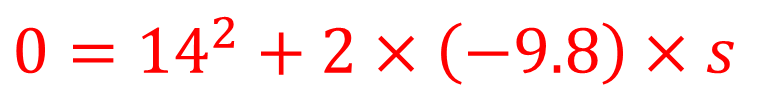 0 = 14² + 2 × (−9.8) × s